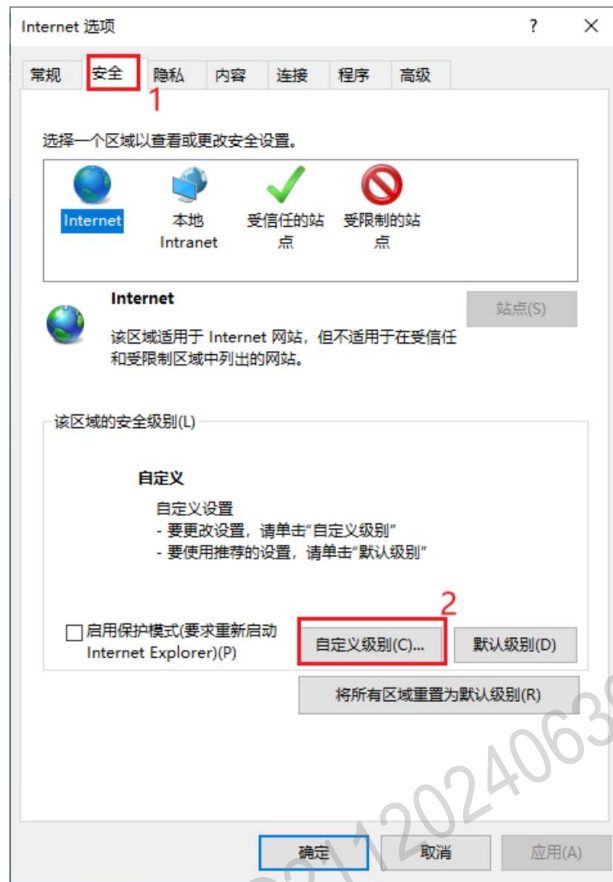 Internet 选项
?
×
常规 安全 隐私 内容 连接 程序 高级
1
选择一个区域以查看或更改安全设置。
Internet
本地
Intranet
受信任的站
点
受限制的站
点
Internet
站点(S)
该区域适用于 Internet 网站，但不适用于在受信任
和受限制区域中列出的网站。
该区域的安全级别(L)
自定义
自定义设置
- 要更改设置，请单击“自定义级别”
- 要使用推荐的设置，请单击“默认级别”
2
启用保护模式(要求重新启动
Internet Explorer)(P)
自定义级别(C)...
默认级别(D)
将所有区域重置为默认级别(R)
确定
取消
应用(A)